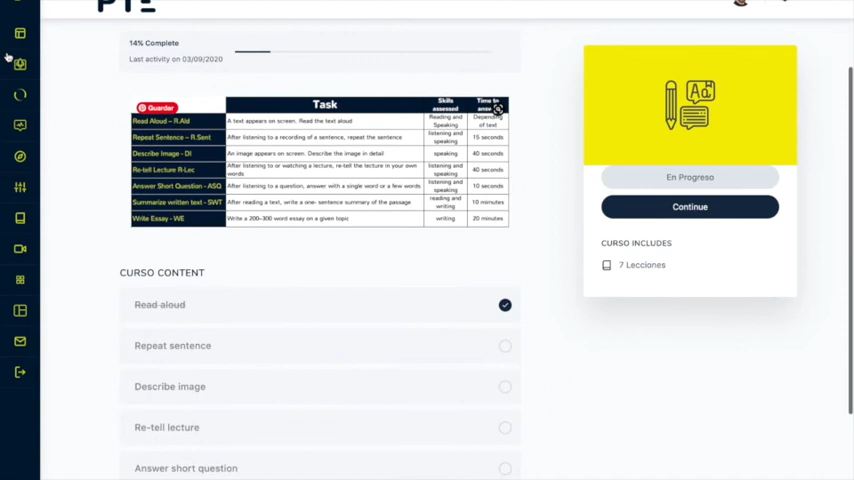 PTE
14% Complete
Last activity on 03/09/2020
Guardar
Task
Skills assessed
Time to answer
Read Aloud – R.Ald
A text appears on screen. Read the text aloud
Reading and Speaking
Depending of text
Repeat Sentence – R.Sent
After listening to a recording of a sentence, repeat the sentence
listening and speaking
15 seconds
Describe Image - DI
An image appears on screen. Describe the image in detail
speaking
40 seconds
Re-tell Lecture R-Lec
After listening to or watching a lecture, re-tell the lecture in your own words
listening and speaking
40 seconds
Answer Short Question - ASQ
After listening to a question, answer with a single word or a few words
listening and speaking
10 seconds
Summarize written text - SWT
After reading a text, write a one- sentence summary of the passage
reading and writing
10 minutes
Write Essay - WE
Write a 200–300 word essay on a given topic
writing
20 minutes
CURSO CONTENT
Read aloud
Repeat sentence
Describe image
Re-tell lecture
Answer short question
Ad
En Progreso
Continue
CURSO INCLUDES
7 Lecciones